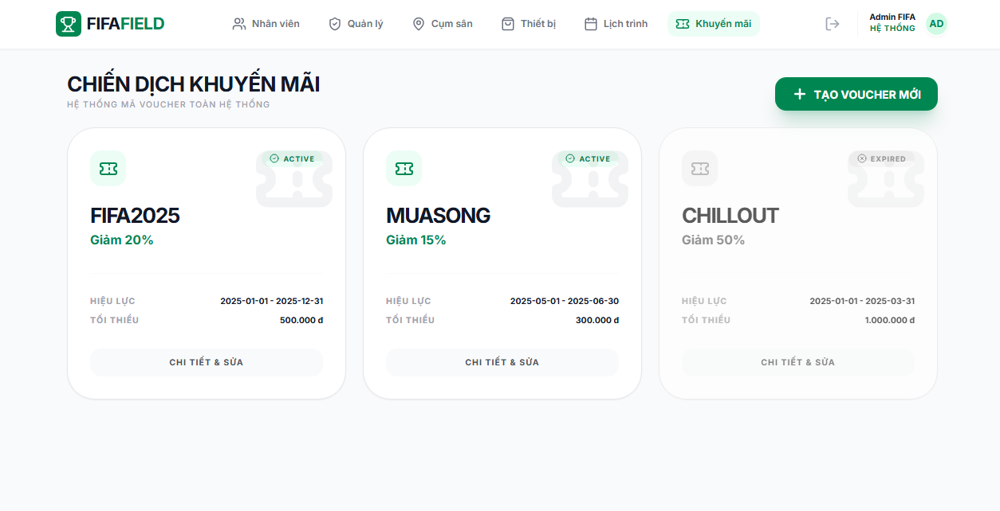 FIFAFIELD
Nhân viên
Quản lý
Cụm sân
Thiết bị
Lịch trình
Khuyến mãi
Admin FIFA
HỆ THỐNG
AD
CHIẾN DỊCH KHUYẾN MÃI
HỆ THỐNG MÃ VOUCHER TOÀN HỆ THỐNG
TẠO VOUCHER MỚI
ACTIVE
FIFA2025
Giảm 20%
HIỆU LỰC 2025-01-01 - 2025-12-31
TỐI THIỂU 500.000 đ
CHI TIẾT & SỬA
ACTIVE
MUASONG
Giảm 15%
HIỆU LỰC 2025-05-01 - 2025-06-30
TỐI THIỂU 300.000 đ
CHI TIẾT & SỬA
EXPIRED
CHILLOUT
Giảm 50%
HIỆU LỰC 2025-01-01 - 2025-03-31
TỐI THIỂU 1.000.000 đ
CHI TIẾT & SỬA